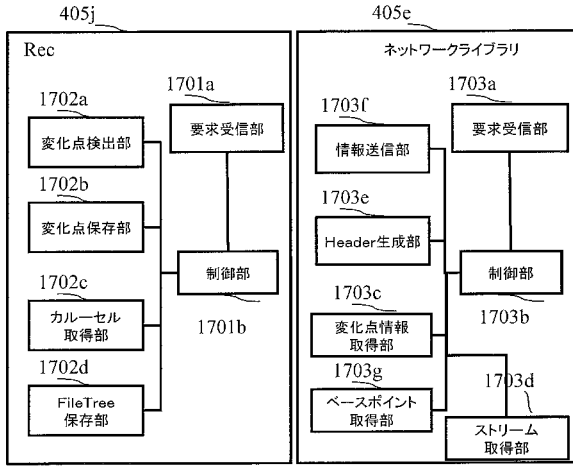 405j
Rec
1702a
変化点検出部
1701a
要求受信部
1702b
変化点保存部
制御部
1701b
1702c
カルーセル
取得部
1702d
FileTree
保存部
405e
ネットワークライブラリ
1703f
情報送信部
1703a
要求受信部
1703e
Header生成部
制御部
1703b
1703c
変化点情報
取得部
1703g
ベースポイント
取得部
1703d
ストリーム
取得部